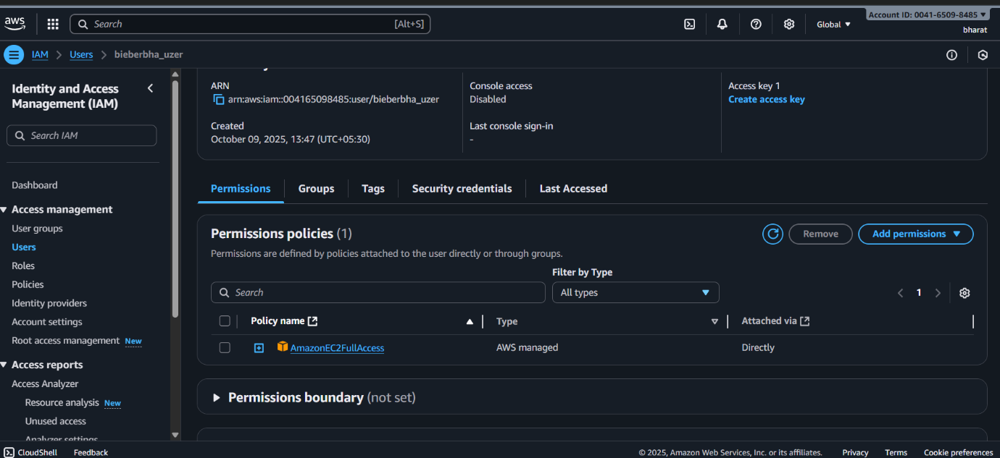 aws
Search [Alt+S]
Global
Account ID: 0041-6509-8485
bharat
IAM Users bieberbha_uzer
Identity and Access
Management (IAM)
Search IAM
Dashboard
Access management
User groups
Users
Roles
Policies
Identity providers
Account settings
Root access management New
Access reports
Access Analyzer
Resource analysis New
Unused access
Analyzer settings
ARN
arn:aws:iam::004165098485:user/bieberbha_uzer
Created
October 09, 2025, 13:47 (UTC+05:30)
Console access
Disabled
Last console sign-in
-
Access key 1
Create access key
Permissions Groups Tags Security credentials Last Accessed
Permissions policies (1)
Remove Add permissions
Permissions are defined by policies attached to the user directly or through groups.
Filter by Type
Search All types 1
Policy name Type Attached via
AmazonEC2FullAccess AWS managed Directly
Permissions boundary (not set)
CloudShell Feedback © 2025, Amazon Web Services, Inc. or its affiliates. Privacy Terms Cookie preferences